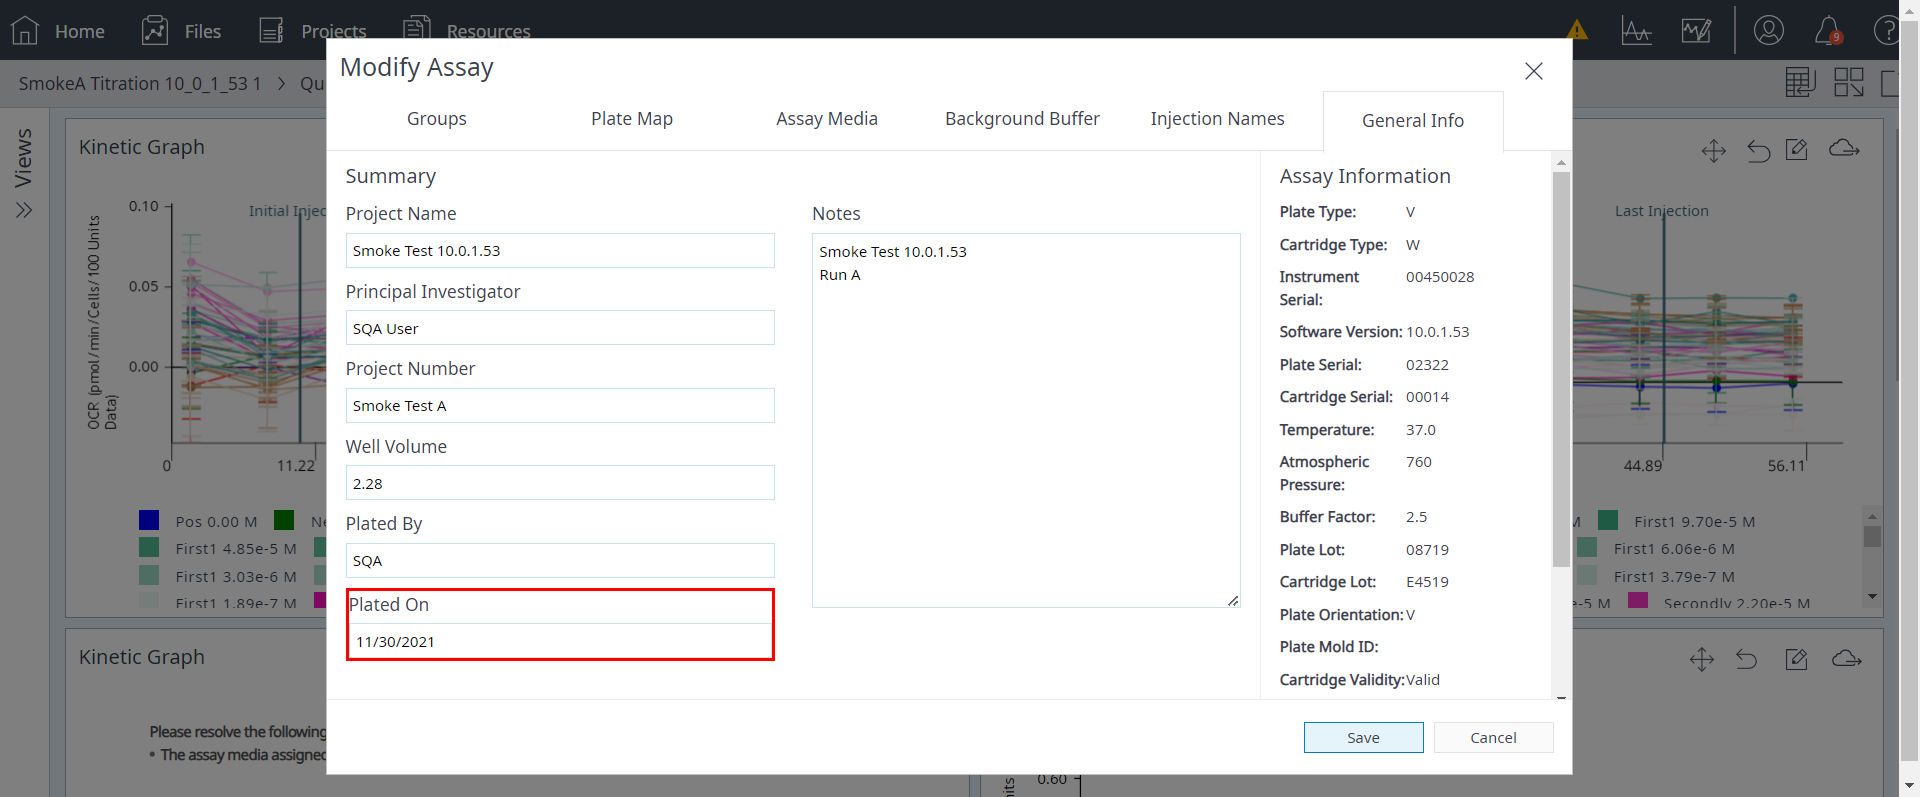 Home
Files
Projects
Resources
9
SmokeA Titration 10_0_1_53 1 > Qu
Views
Kinetic Graph
OCR (pmol/min/Cells/100 Units
Data)
0.10
0.05
0.00
0
11.22
Initial Injec
Pos 0.00 M
Ne
First1 4.85e-5 M
First1 3.03e-6 M
First1 1.89e-7 M
Modify Assay
Groups
Plate Map
Assay Media
Background Buffer
Injection Names
General Info
Summary
Project Name
Smoke Test 10.0.1.53
Principal Investigator
SQA User
Project Number
Smoke Test A
Well Volume
2.28
Plated By
SQA
Plated On
11/30/2021
Notes
Smoke Test 10.0.1.53
Run A
Assay Information
Plate Type: V
Cartridge Type: W
Instrument 00450028
Serial:
Software Version: 10.0.1.53
Plate Serial: 02322
Cartridge Serial: 00014
Temperature: 37.0
Atmospheric 760
Pressure:
Buffer Factor: 2.5
Plate Lot: 08719
Cartridge Lot: E4519
Plate Orientation: V
Plate Mold ID:
Cartridge Validity: Valid
Save
Cancel
Last Injection
44.89
56.11
M
First1 9.70e-5 M
First1 6.06e-6 M
First1 3.79e-7 M
e-5 M
Secondly 2.20e-5 M
Kinetic Graph
Please resolve the following
• The assay media assigned
nits
0.60